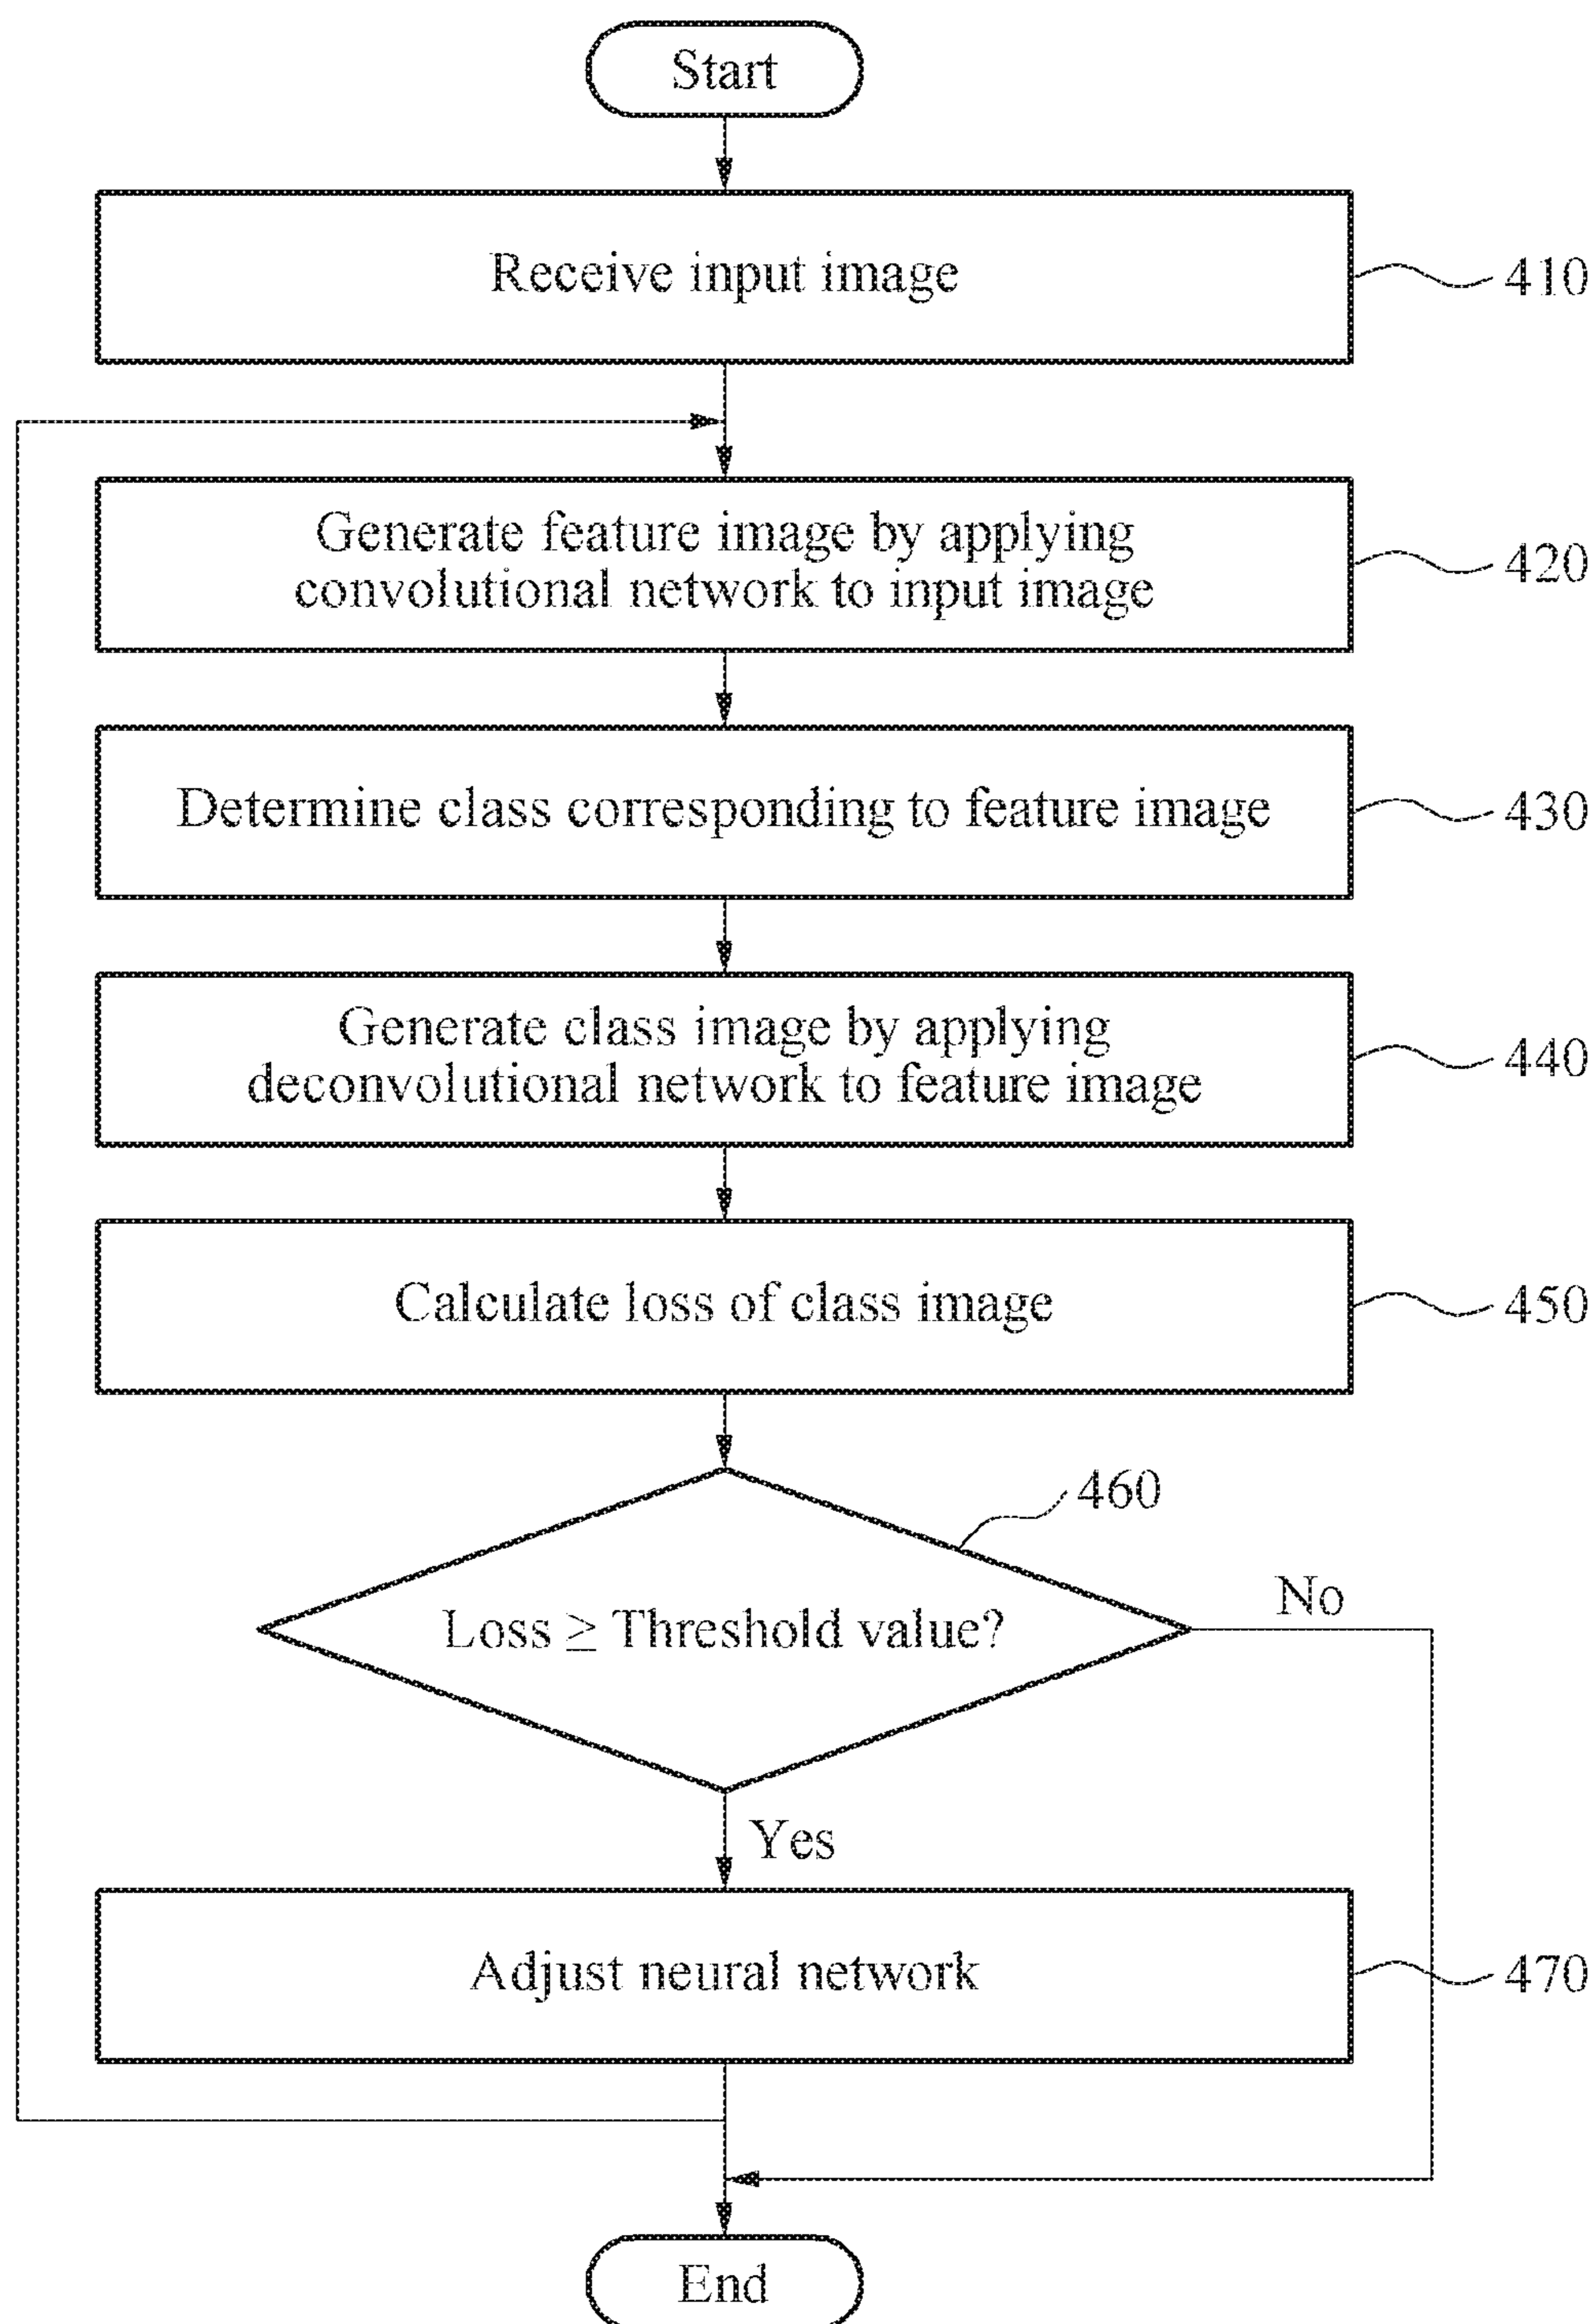 Start
Receive input image
410
Generate feature image by applying
convolutional network to input image
420
Determine class corresponding to feature image
430
Generate class image by applying
deconvolutional network to feature image
440
Calculate loss of class image
450
460
Loss ≥ Threshold value?
No
Yes
Adjust neural network
470
End